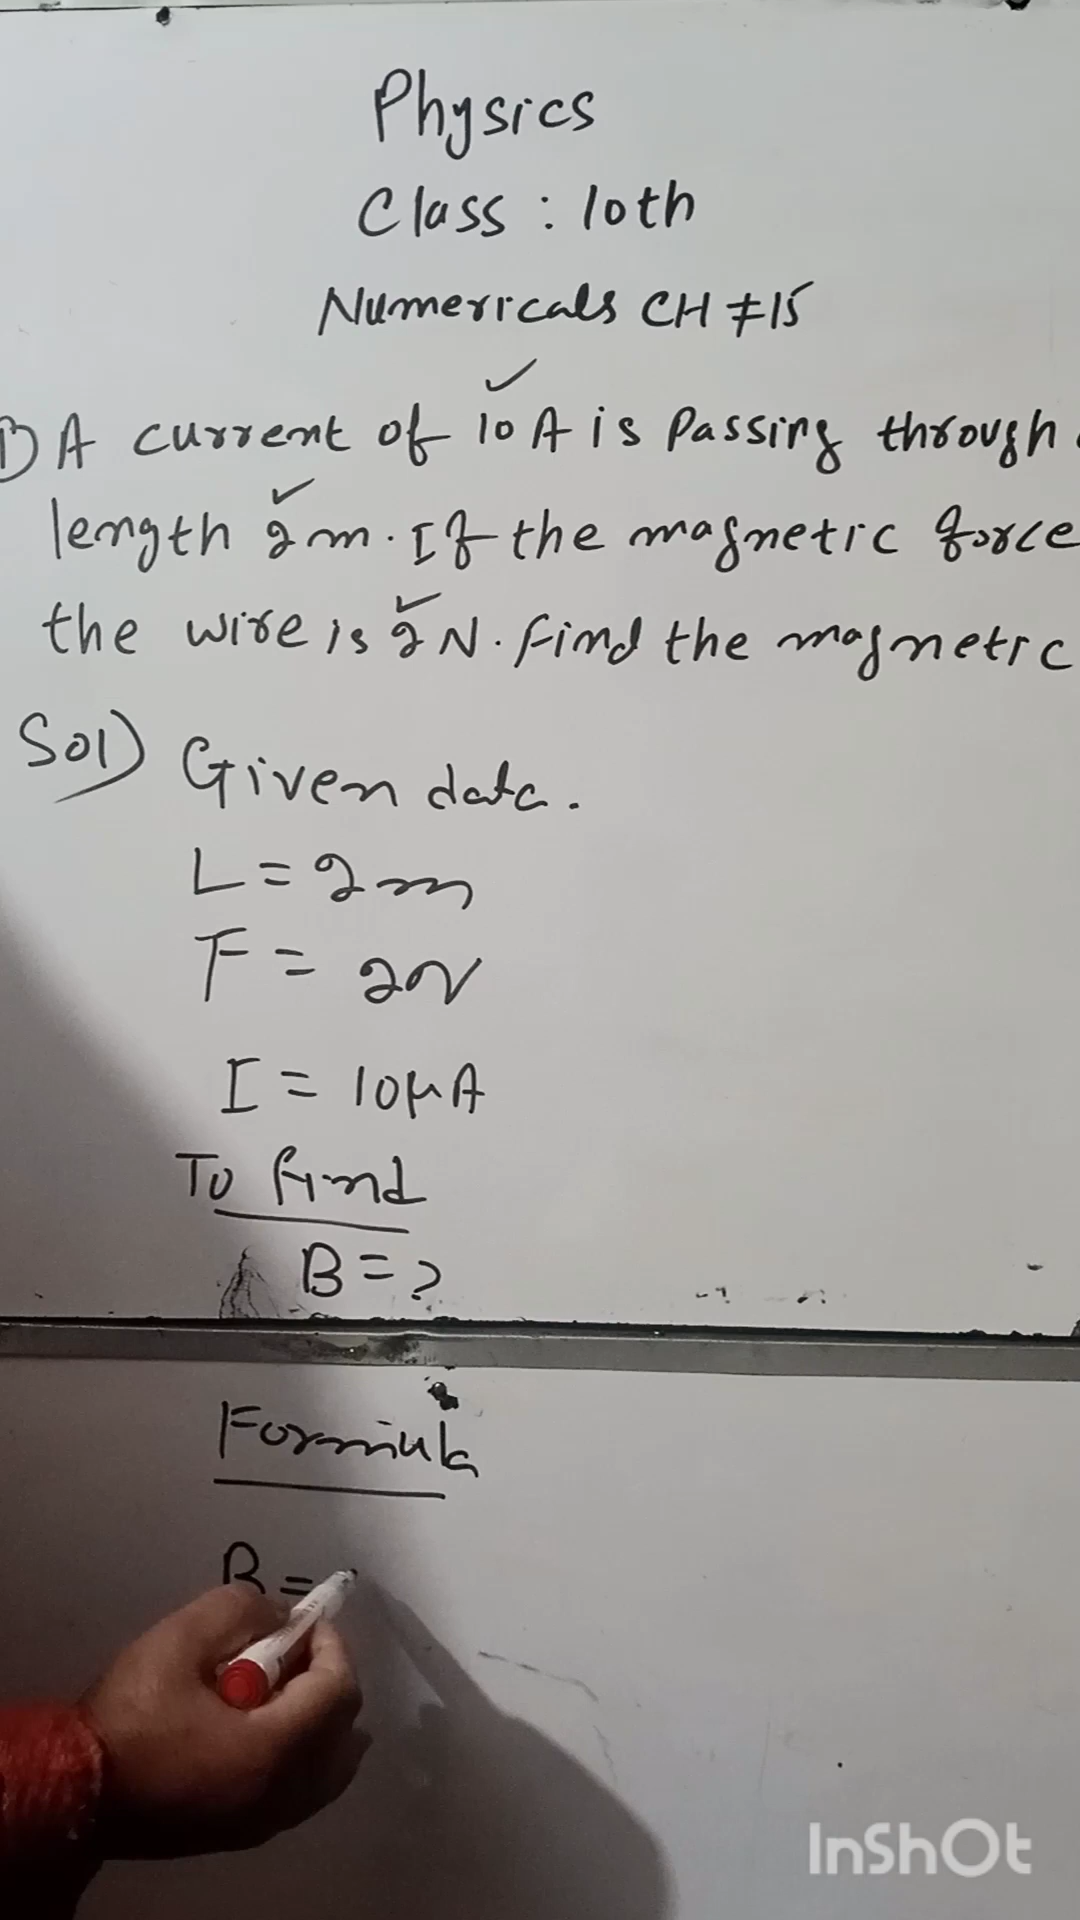 Physics
Class : 10th
Numericals CH ≠ 15
1) A current of 10 A is Passing through
length 2m. If the magnetic force
the wire is 2 N. find the magnetic
Sol) Given data.
L = 2m
F = 2N
I = 10μA
To find
B = ?
Formula
B =
InShOt